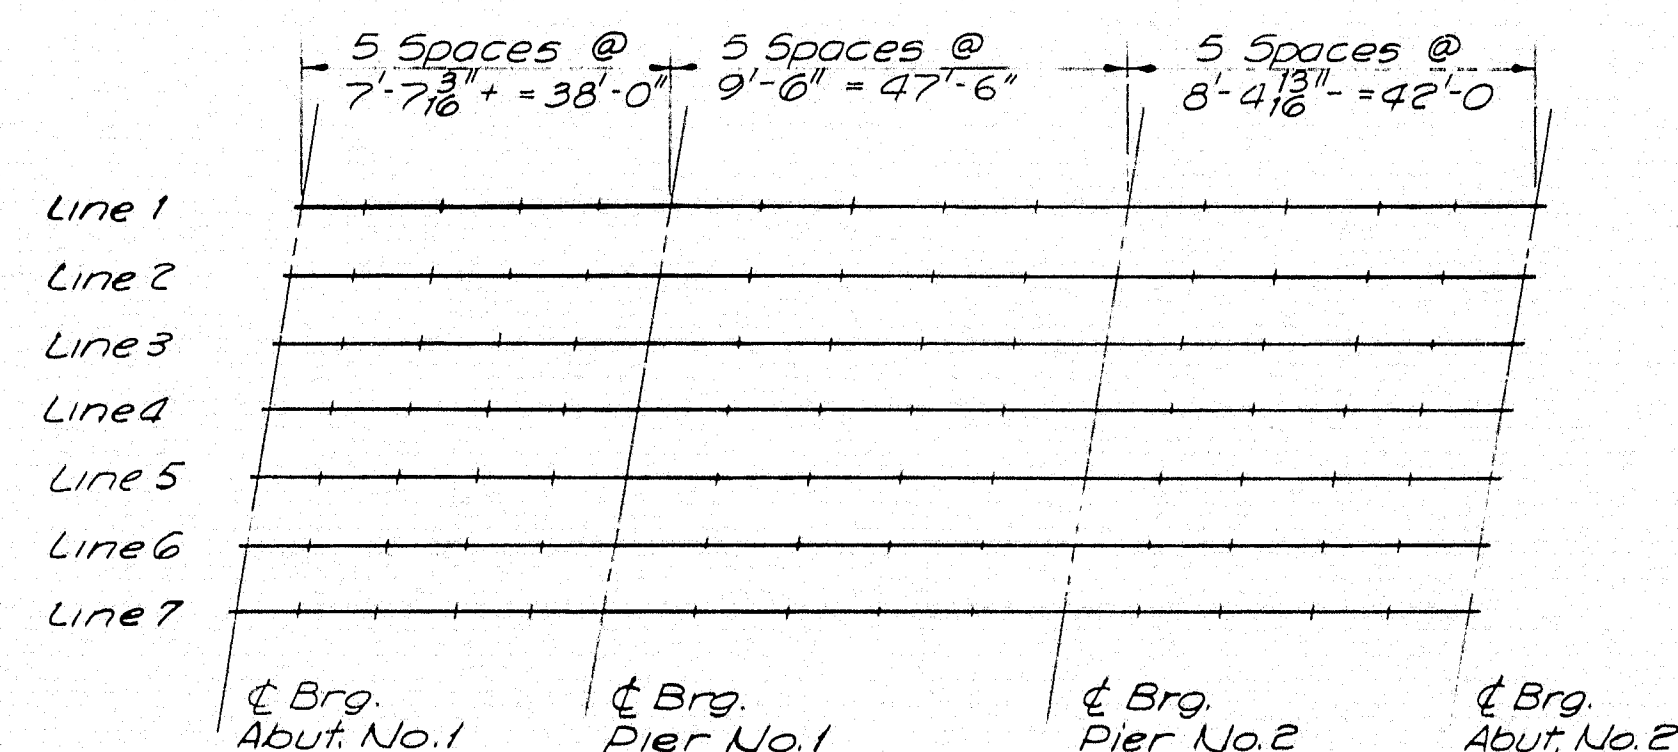 5 Spaces @
7'-7 3/16"+ = 38'-0"
5 Spaces @
9'-6" = 47'-6"
5 Spaces @
8'-4 13/16"- = 42'-0
Line 1
Line 2
Line 3
Line 4
Line 5
Line 6
Line 7
℄ Brg.
Abut. No. 1
℄ Brg.
Pier No. 1
℄ Brg.
Pier No. 2
℄ Brg.
Abut. No. 2